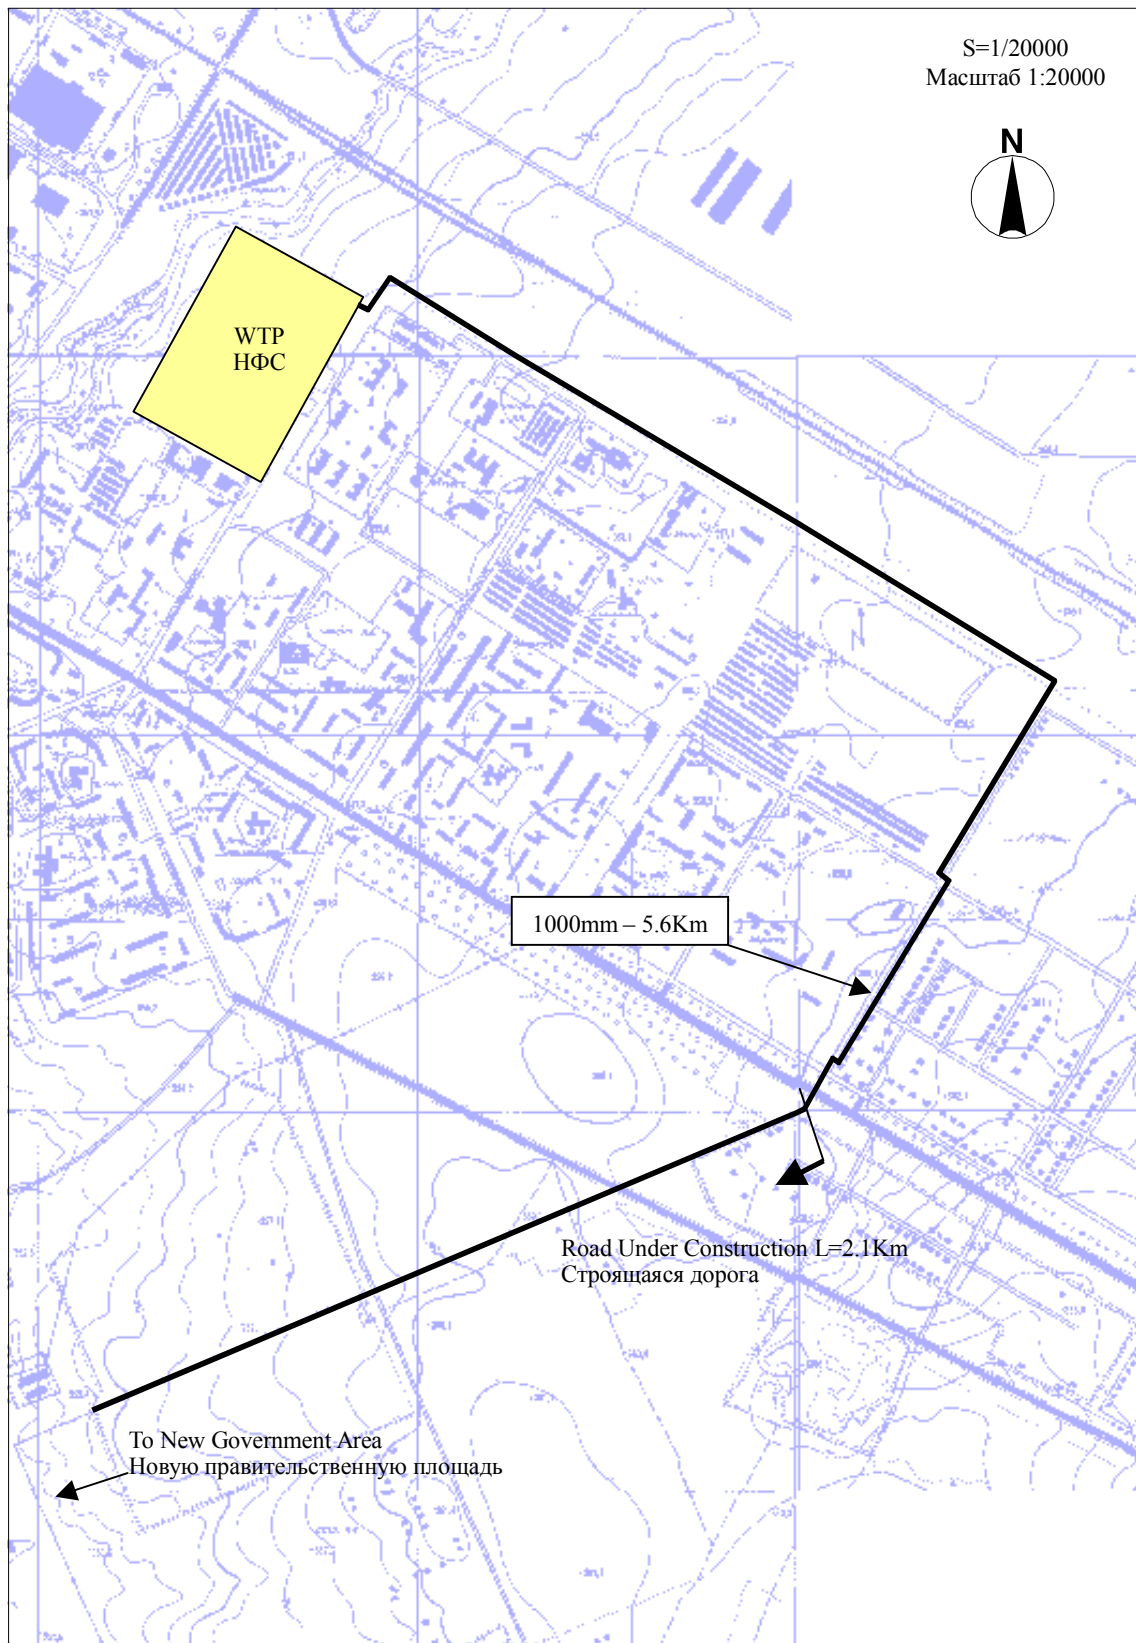 S=1/20000
Масштаб 1:20000
N
WTP
НФС
1000mm – 5.6Km
Road Under Construction L=2.1Km
Строящаяся дорога
To New Government Area
Новую правительственную площадь